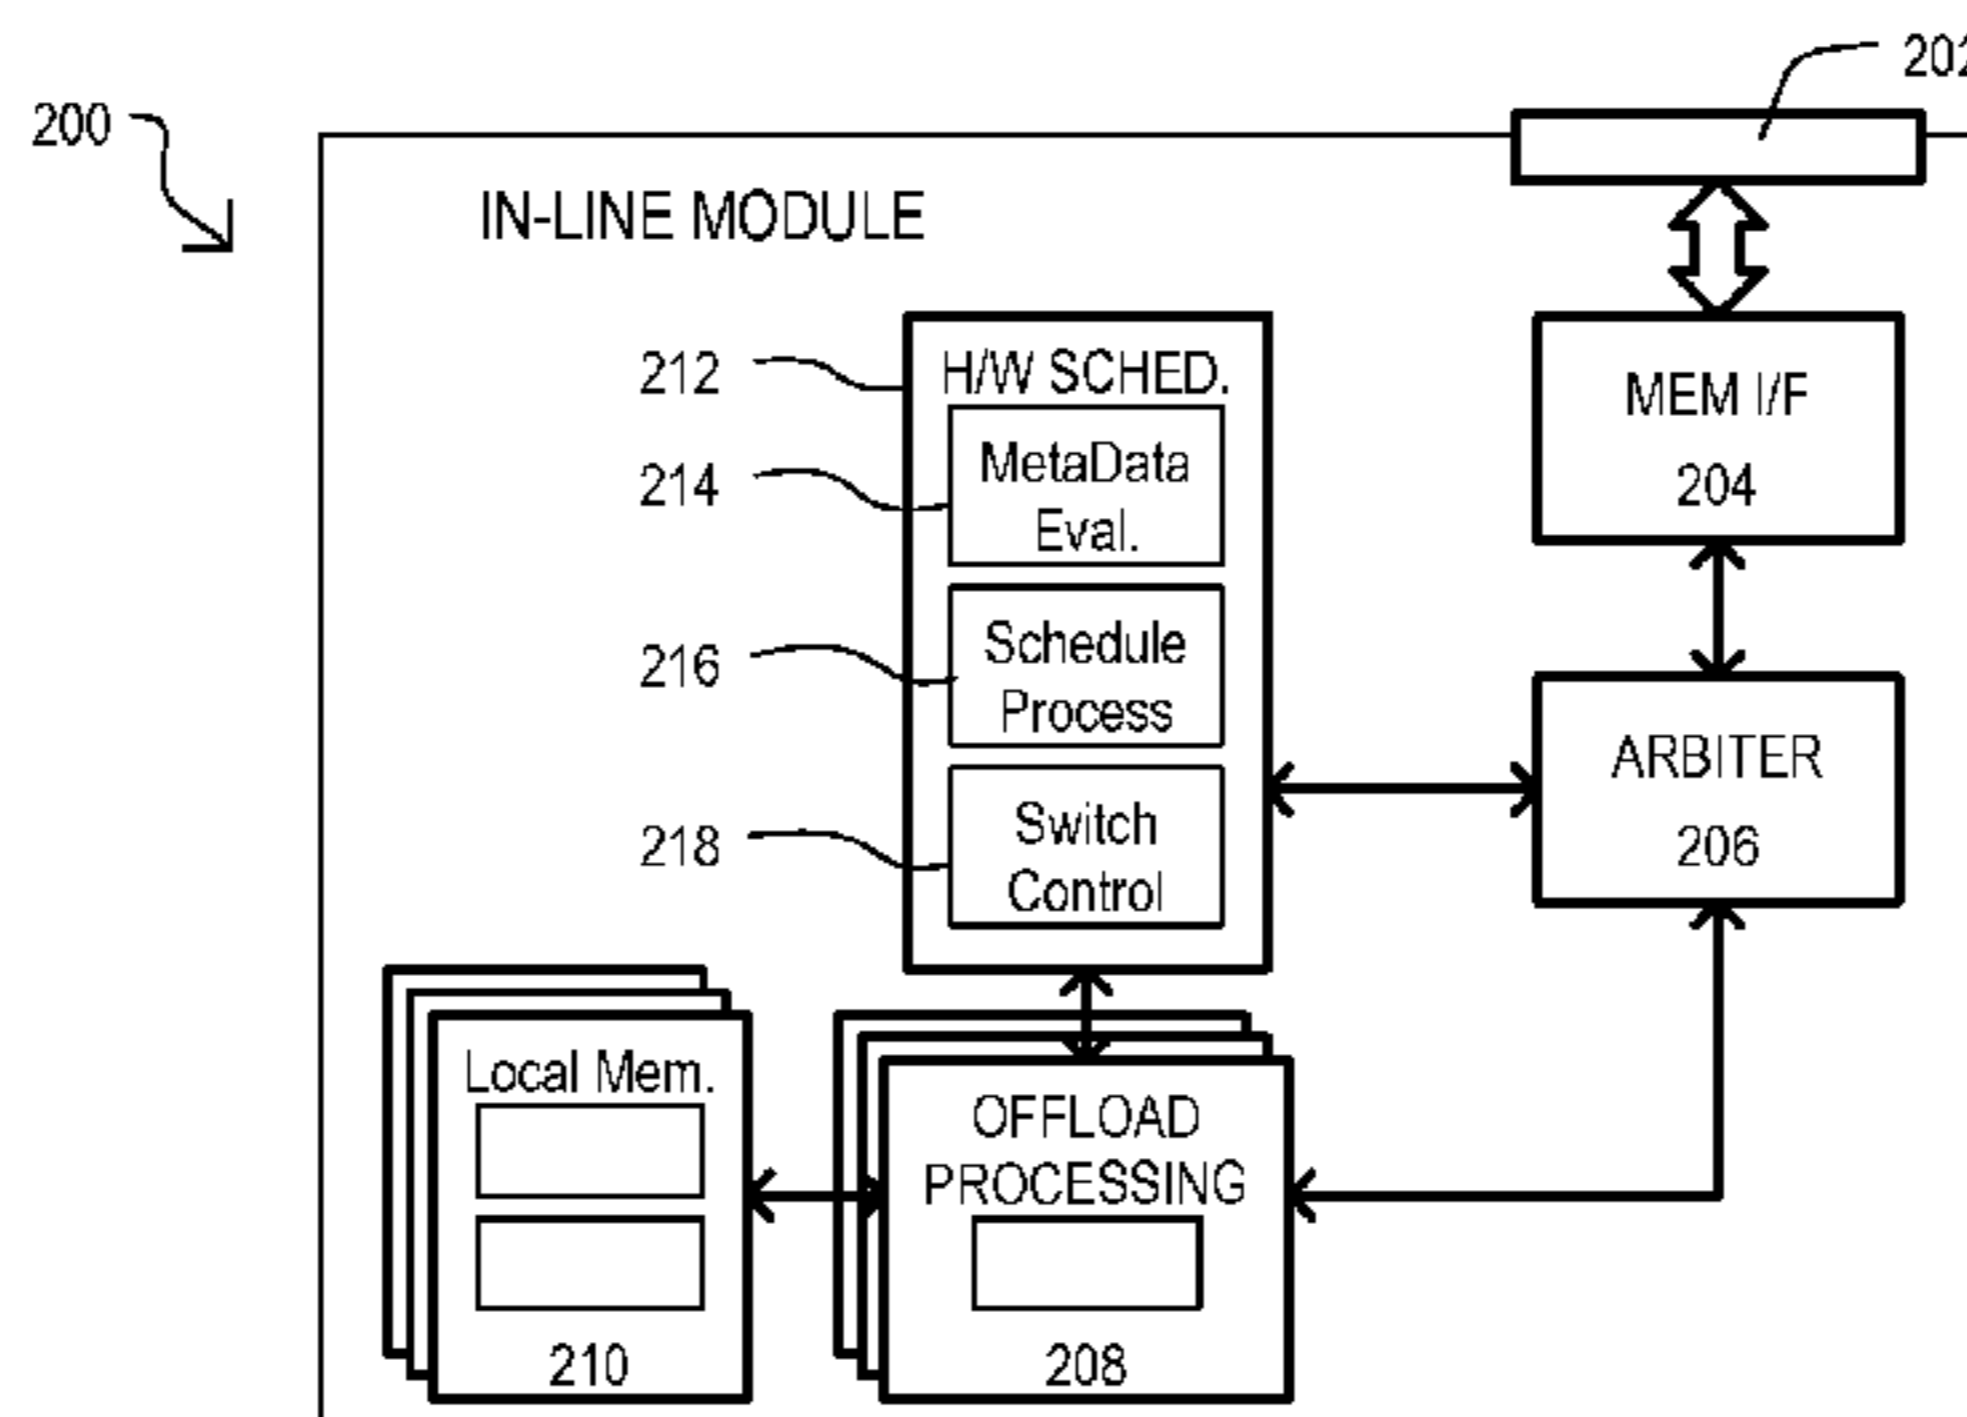 202
200
IN-LINE MODULE
212
H/W SCHED.
MEM I/F
204
214
MetaData
Eval.
216
Schedule
Process
ARBITER
206
218
Switch
Control
Local Mem.
210
OFFLOAD
PROCESSING
208